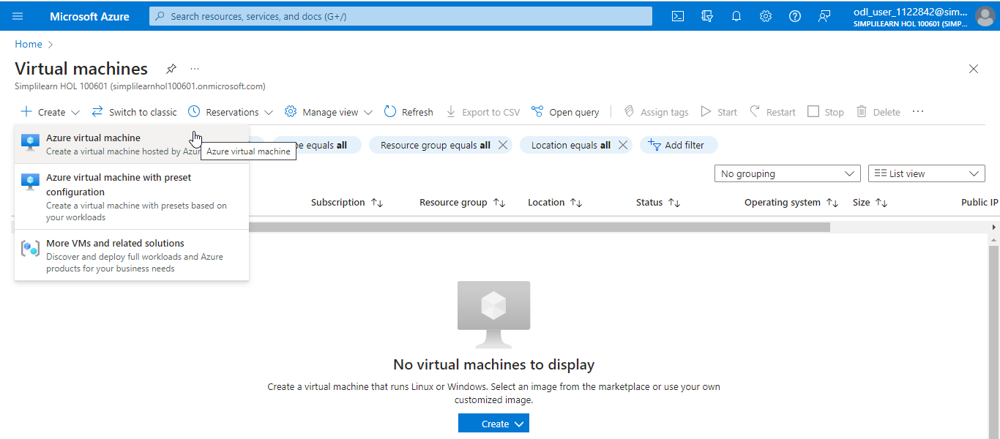 Microsoft Azure
Search resources, services, and docs (G+/)
odl_user_1122842@sim...
SIMPLILEARN HOL 100601 (SIMP...
Home
Virtual machines
...
Simplilearn HOL 100601 (simplilearnhol100601.onmicrosoft.com)
Create Switch to classic Reservations Manage view Refresh Export to CSV Open query Assign tags Start Restart Stop Delete ...
Azure virtual machine
Create a virtual machine hosted by Azur
Azure virtual machine
e equals all
Resource group equals all
Location equals all
Add filter
Azure virtual machine with preset
configuration
Create a virtual machine with presets based on
your workloads
No grouping
List view
Subscription Resource group Location Status Operating system Size Public IP
More VMs and related solutions
Discover and deploy full workloads and Azure
products for your business needs
No virtual machines to display
Create a virtual machine that runs Linux or Windows. Select an image from the marketplace or use your own
customized image.
Create